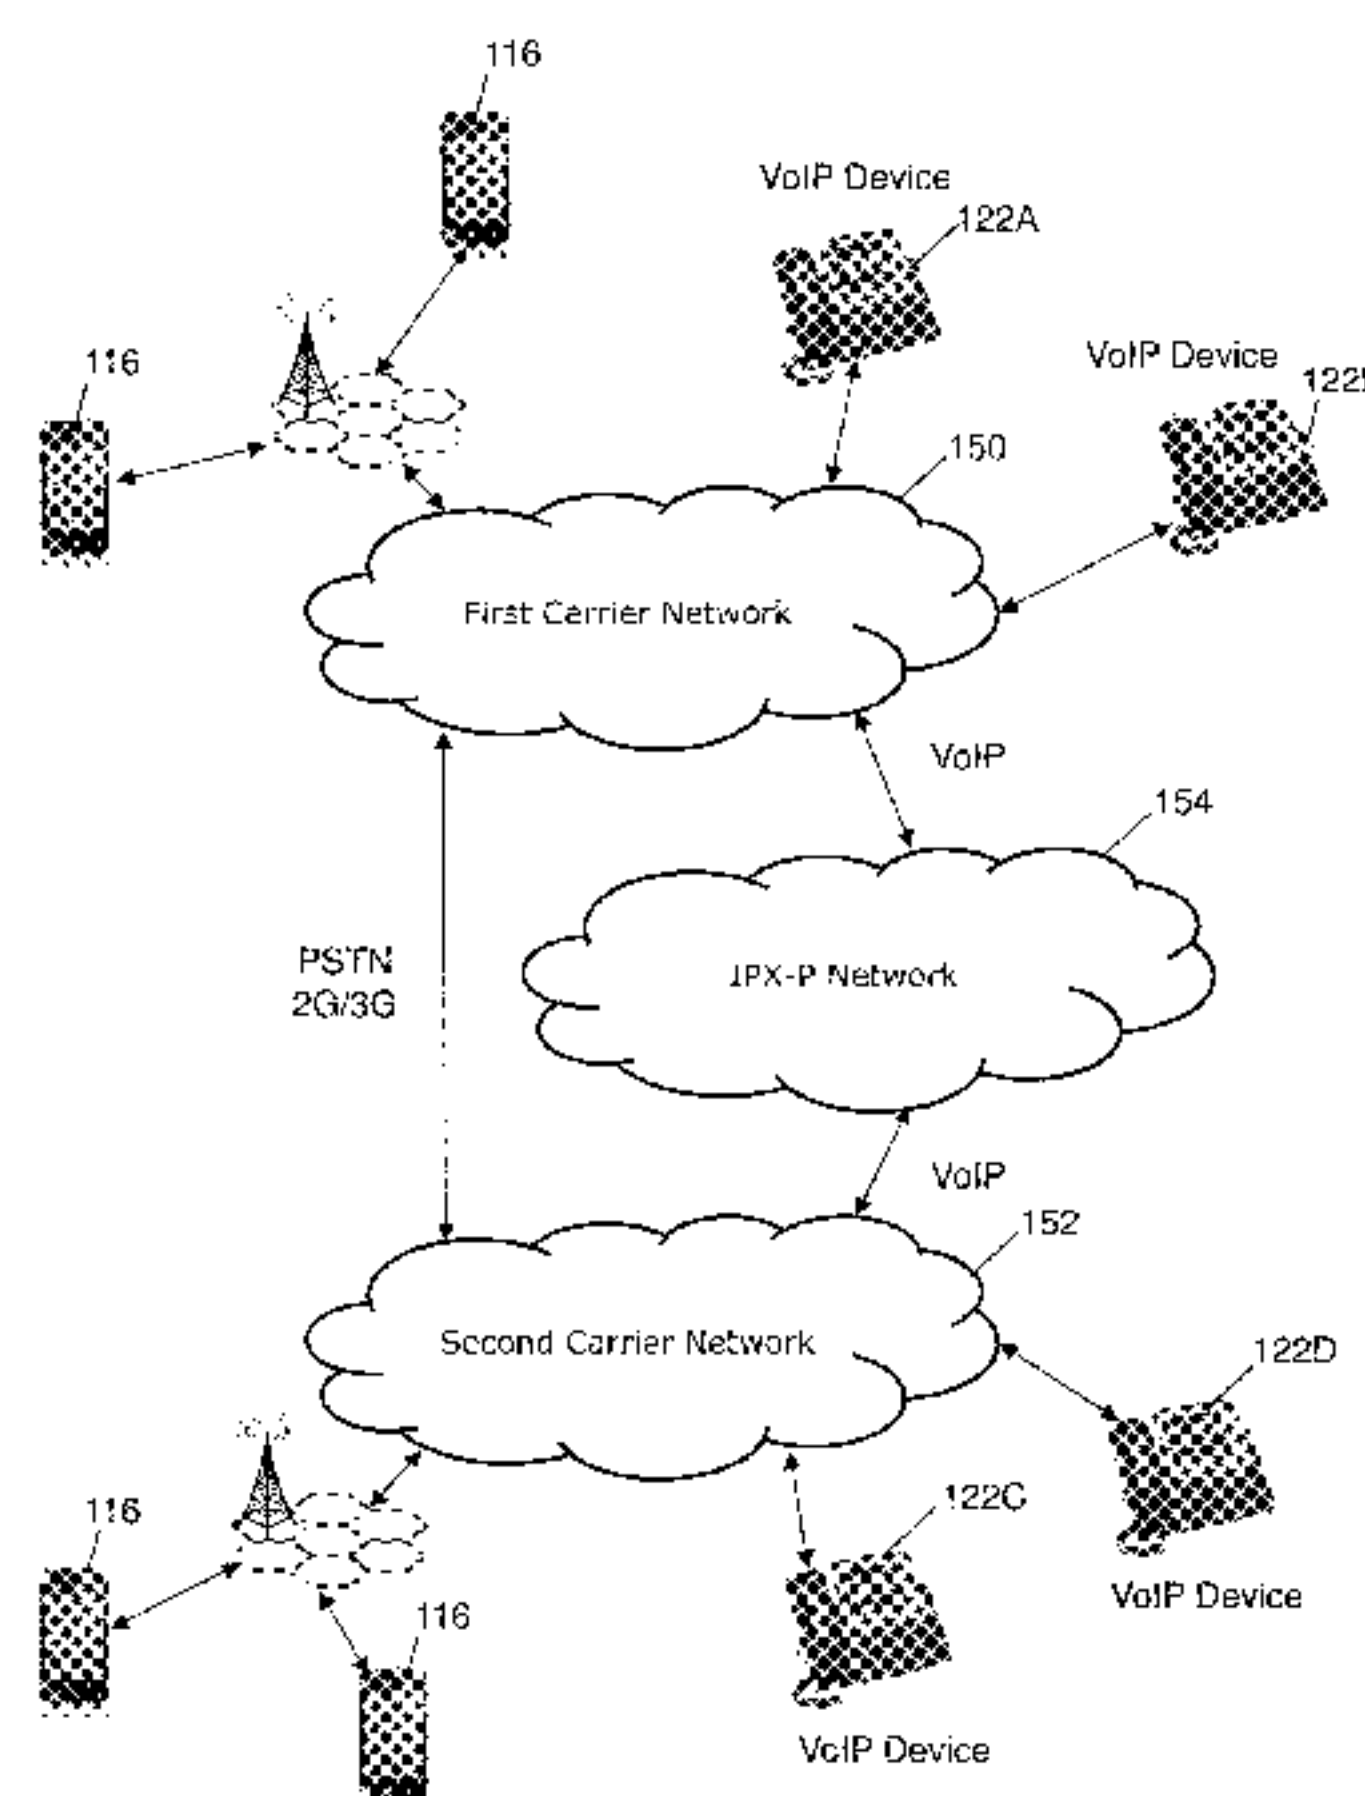 116
VoIP Device
122A
116
VoIP Device
122
150
First Carrier Network
VoIP
154
PSTN
2G/3G
IPX-P Network
VoIP
152
Second Carrier Network
122D
116
122C
VoIP Device
116
VoIP Device